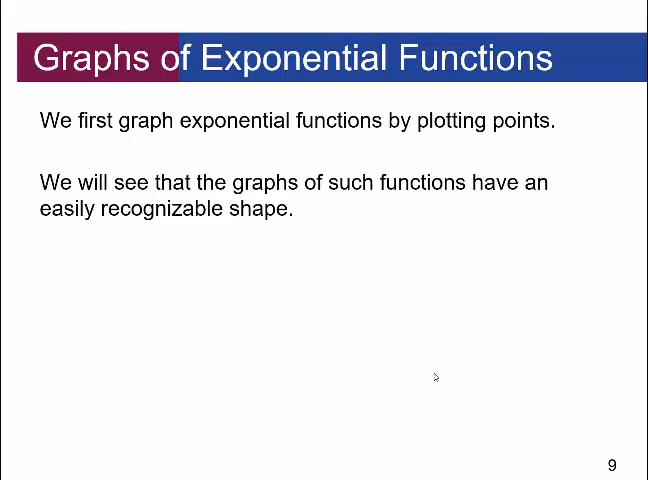 Graphs of Exponential Functions
We first graph exponential functions by plotting points.
We will see that the graphs of such functions have an
easily recognizable shape.
9